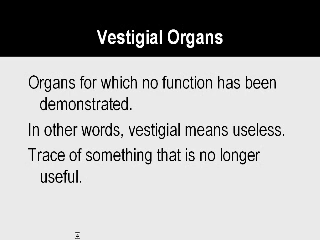 Vestigial Organs
Organs for which no function has been
demonstrated.
In other words, vestigial means useless.
Trace of something that is no longer
useful.